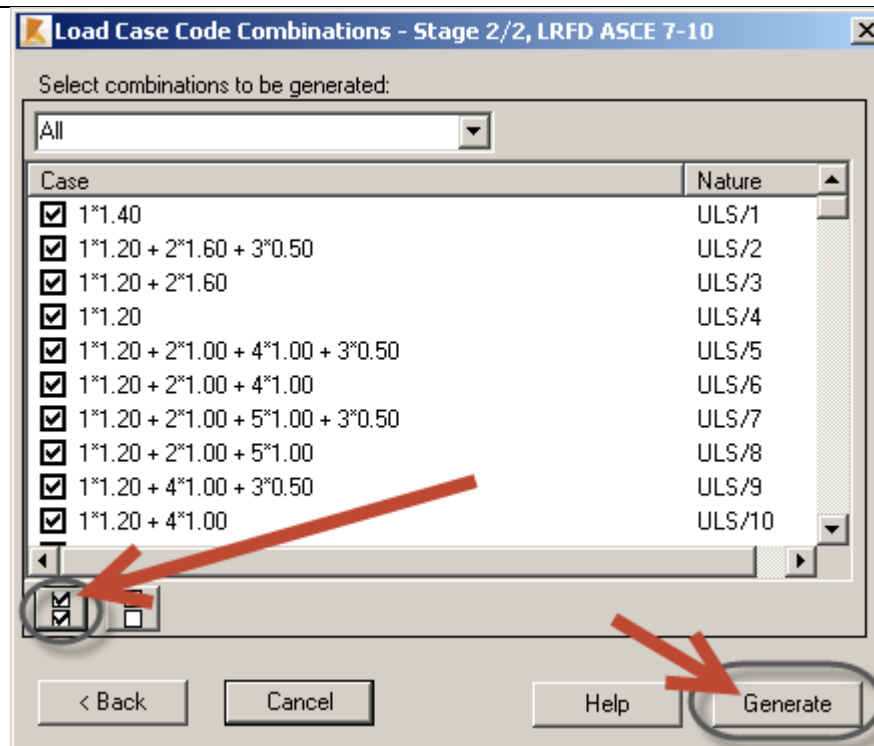 Load Case Code Combinations - Stage 2/2, LRFD ASCE 7-10
Select combinations to be generated:
All
Case Nature
1*1.40 ULS/1
1*1.20 + 2*1.60 + 3*0.50 ULS/2
1*1.20 + 2*1.60 ULS/3
1*1.20 ULS/4
1*1.20 + 2*1.00 + 4*1.00 + 3*0.50 ULS/5
1*1.20 + 2*1.00 + 4*1.00 ULS/6
1*1.20 + 2*1.00 + 5*1.00 + 3*0.50 ULS/7
1*1.20 + 2*1.00 + 5*1.00 ULS/8
1*1.20 + 4*1.00 + 3*0.50 ULS/9
1*1.20 + 4*1.00 ULS/10
< Back Cancel Help Generate